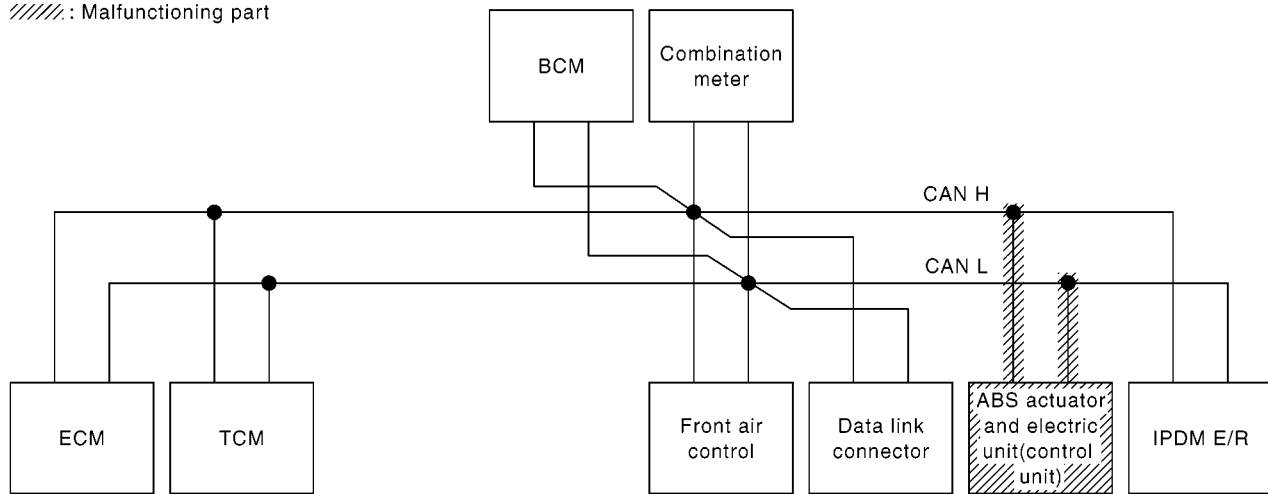 : Malfunctioning part
BCM
Combination
meter
CAN H
CAN L
ECM
TCM
Front air
control
Data link
connector
ABS actuator
and electric
unit(control
unit)
IPDM E/R